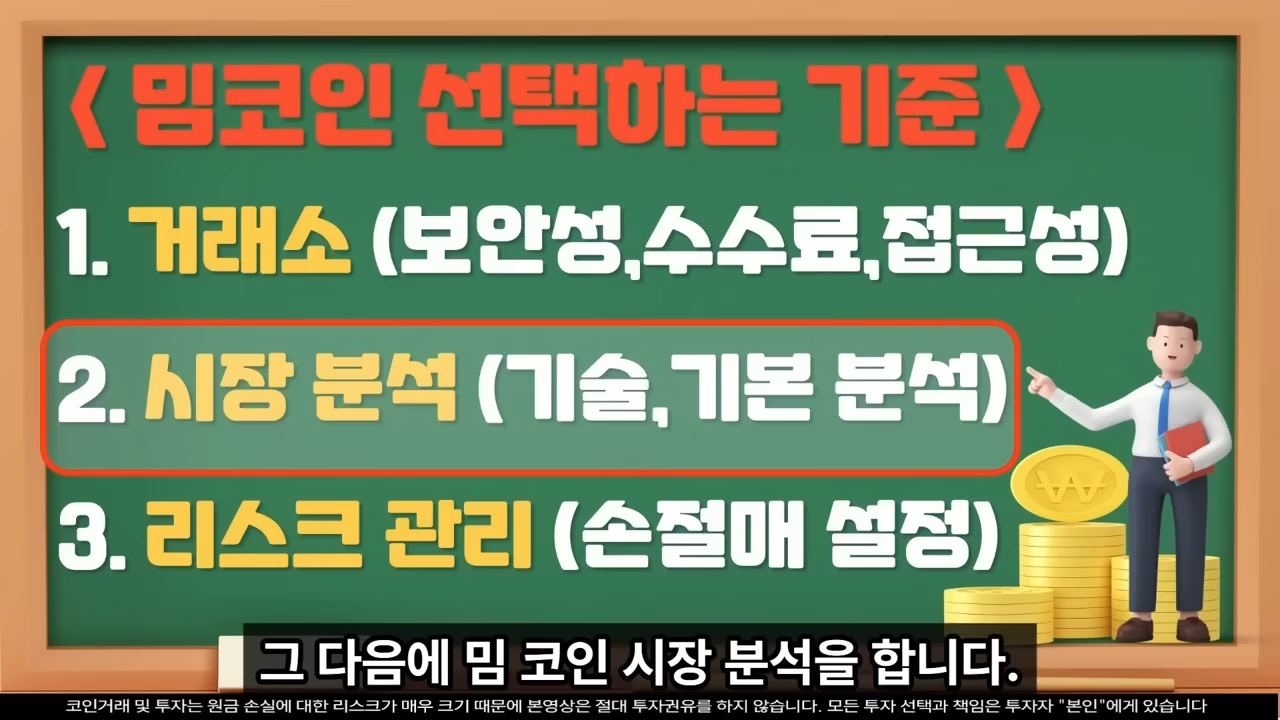 < 밈코인 선택하는 기준 >
1. 거래소 (보안성,수수료,접근성)
2. 시장 분석 (기술,기본 분석)
3. 리스크 관리 (손절매 설정)
그 다음에 밈 코인 시장 분석을 합니다.
코인거래 및 투자는 원금 손실에 대한 리스크가 매우 크기 때문에 본영상은 절대 투자권유를 하지 않습니다. 모든 투자 선택과 책임은 투자자 "본인"에게 있습니다